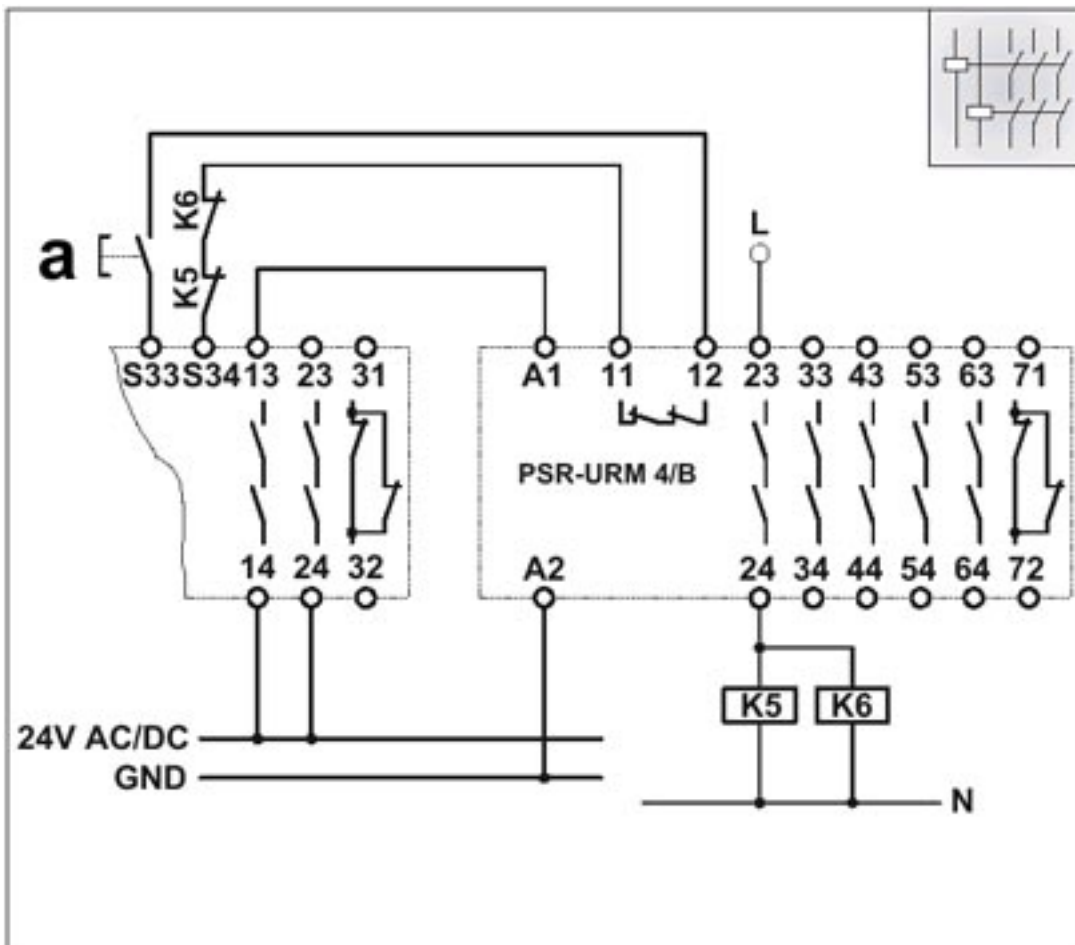 L
K6
a
K5
S33 S34 13 23 31
A1 11 12 23 33 43 53 63 71
PSR-URM 4/B
14 24 32
A2 24 34 44 54 64 72
K5 K6
24V AC/DC
GND
N